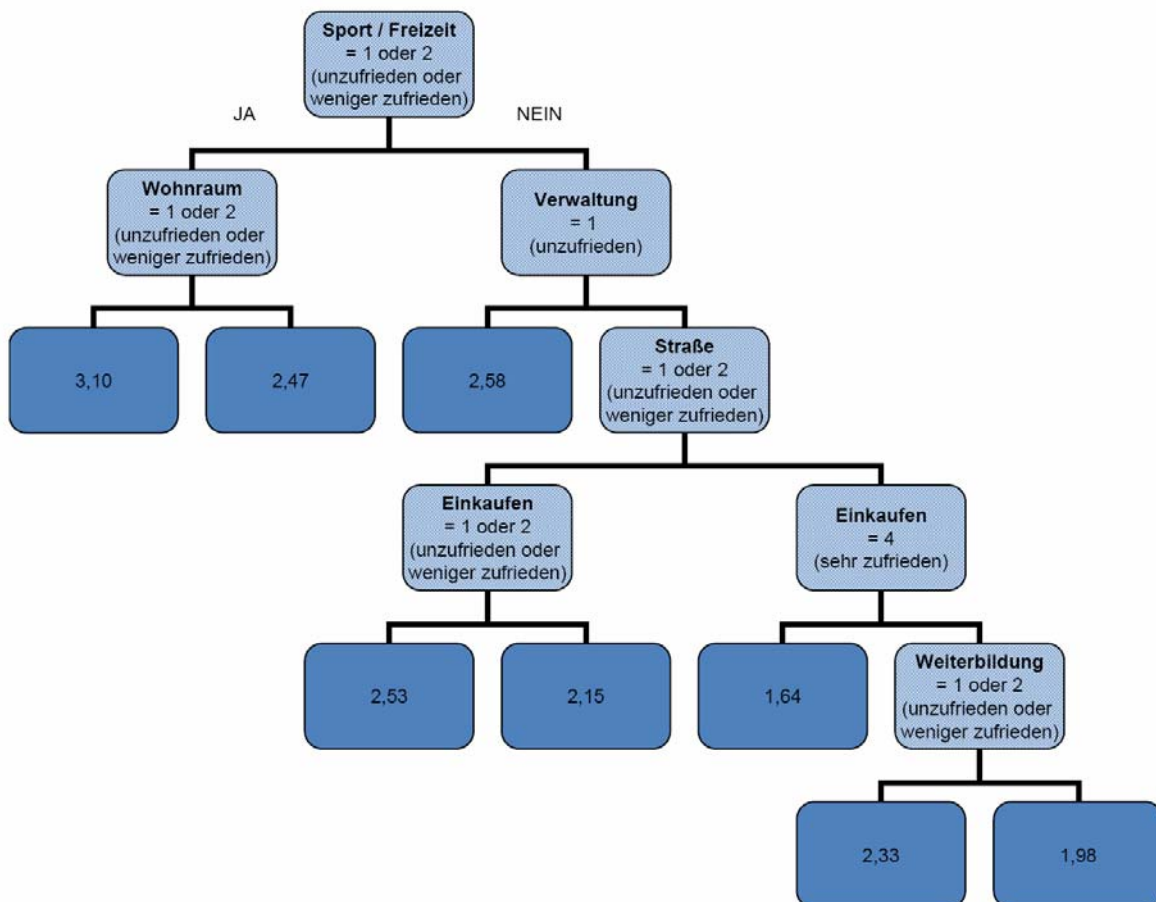 Sport / Freizeit
= 1 oder 2
(unzufrieden oder
weniger zufrieden)
JA
NEIN
Wohnraum
= 1 oder 2
(unzufrieden oder
weniger zufrieden)
Verwaltung
= 1
(unzufrieden)
3,10
2,47
2,58
Straße
= 1 oder 2
(unzufrieden oder
weniger zufrieden)
Einkaufen
= 1 oder 2
(unzufrieden oder
weniger zufrieden)
Einkaufen
= 4
(sehr zufrieden)
2,53
2,15
1,64
Weiterbildung
= 1 oder 2
(unzufrieden oder
weniger zufrieden)
2,33
1,98